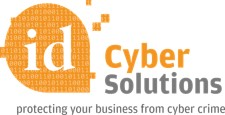 id
Cyber
Solutions
protecting your business from cyber crime